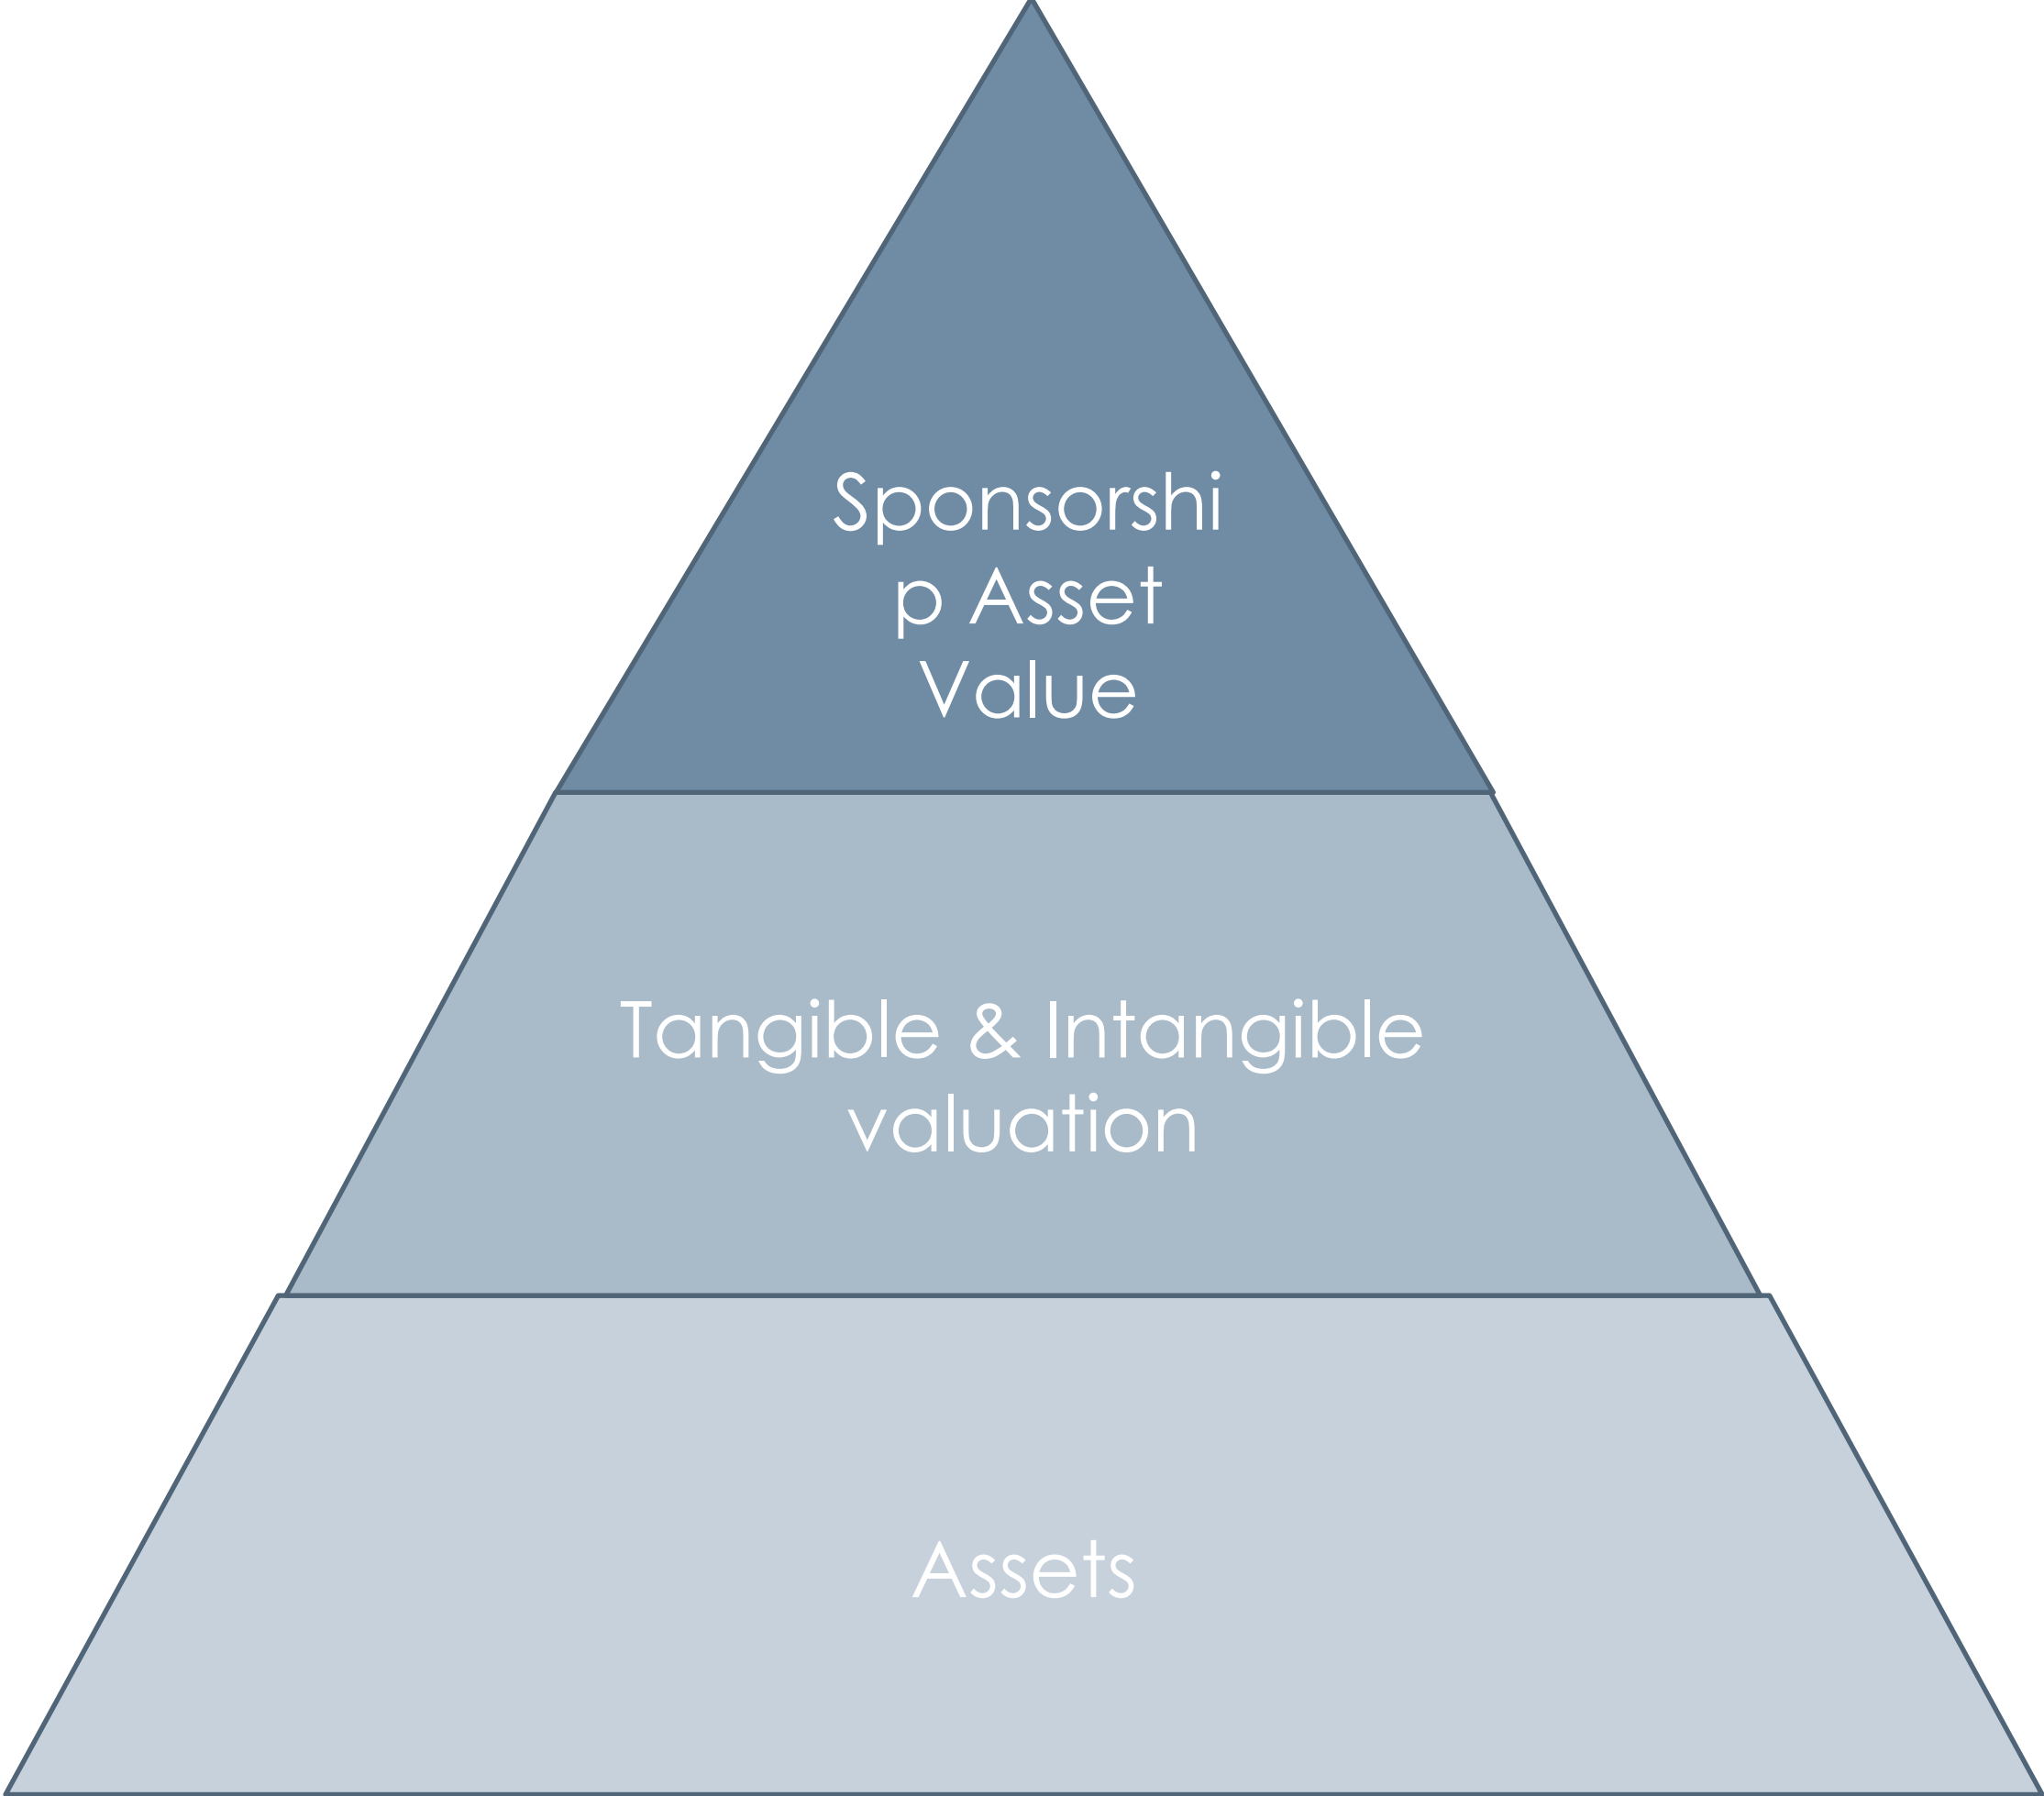 Sponsorshi
p Asset
Value
Tangible & Intangible
valuation
Assets